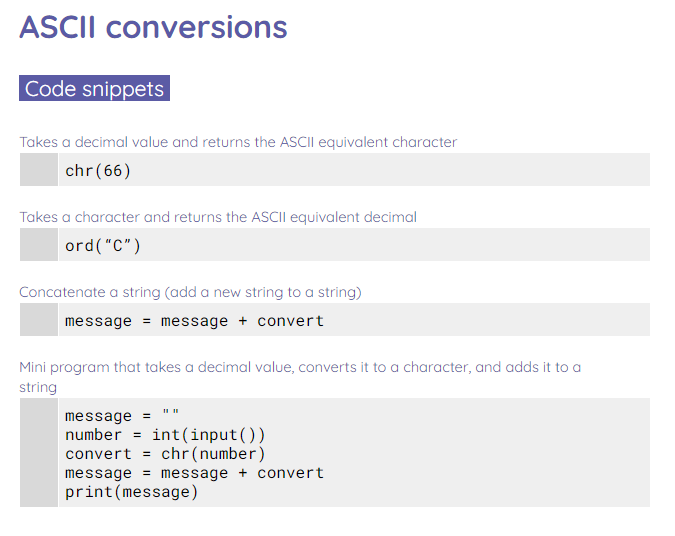 ASCII conversions
Code snippets
Takes a decimal value and returns the ASCII equivalent character
chr(66)
Takes a character and returns the ASCII equivalent decimal
ord(“C”)
Concatenate a string (add a new string to a string)
message = message + convert
Mini program that takes a decimal value, converts it to a character, and adds it to a
string
message = ""
number = int(input())
convert = chr(number)
message = message + convert
print(message)